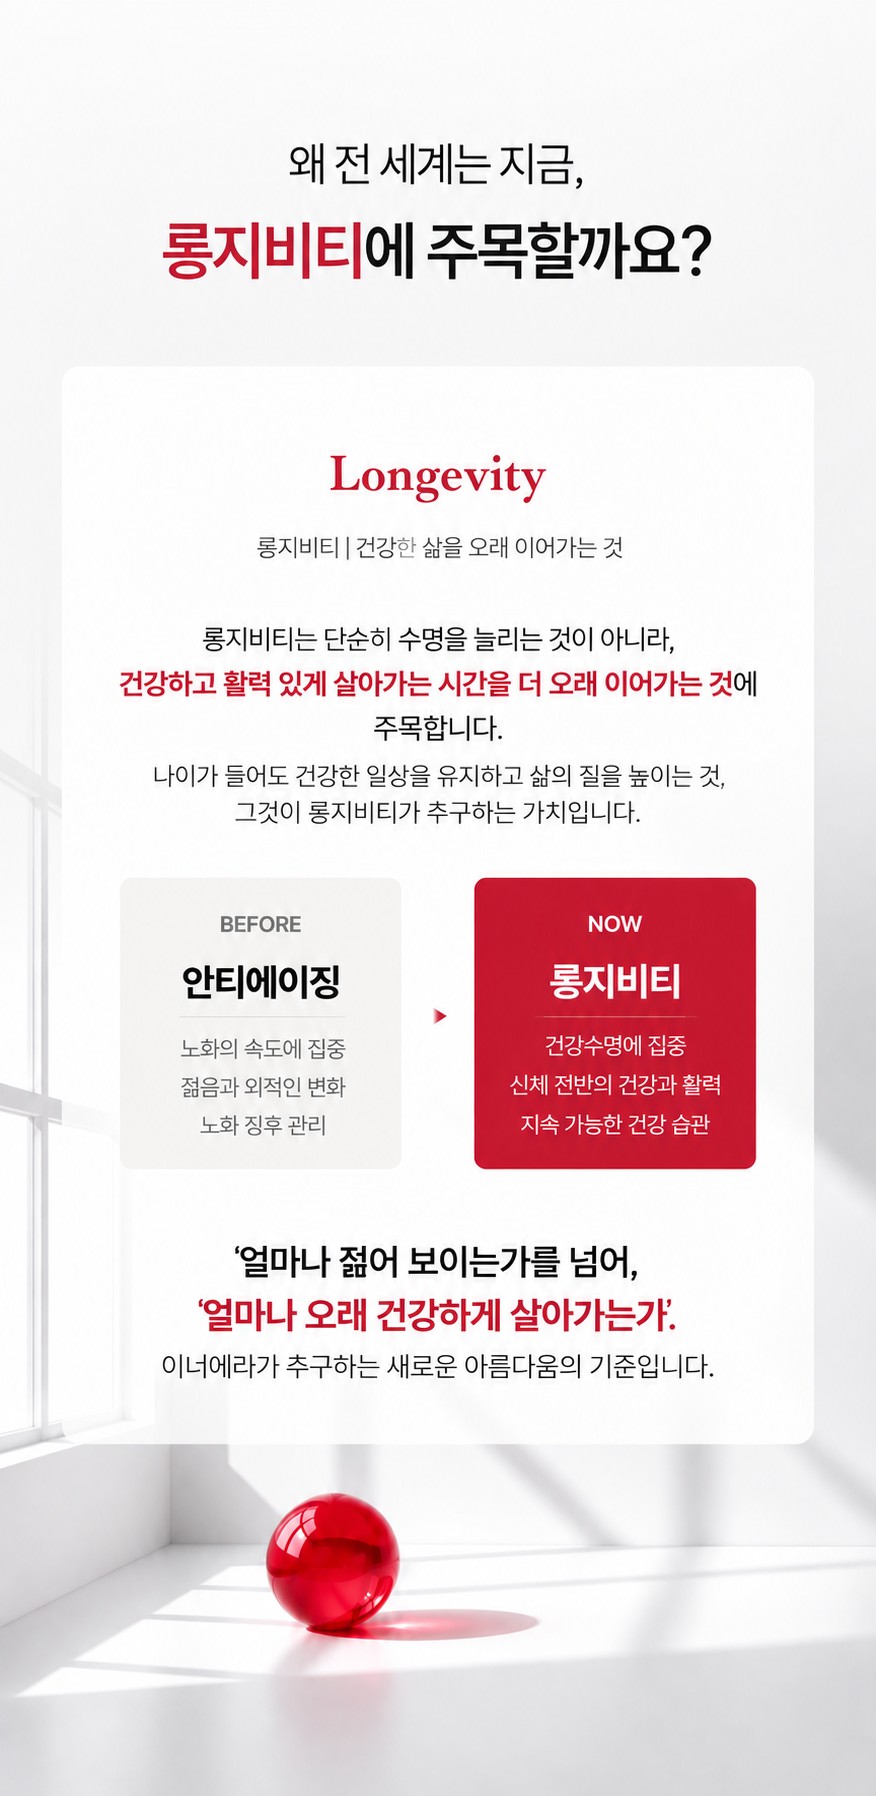 왜 전 세계는 지금,
롱지비티에 주목할까요?
Longevity
롱지비티 | 건강한 삶을 오래 이어가는 것
롱지비티는 단순히 수명을 늘리는 것이 아니라,
건강하고 활력 있게 살아가는 시간을 더 오래 이어가는 것에
주목합니다.
나이가 들어도 건강한 일상을 유지하고 삶의 질을 높이는 것,
그것이 롱지비티가 추구하는 가치입니다.
BEFORE
안티에이징
노화의 속도에 집중
젊음과 외적인 변화
노화 징후 관리
NOW
롱지비티
건강수명에 집중
신체 전반의 건강과 활력
지속 가능한 건강 습관
‘얼마나 젊어 보이는가를 넘어,
‘얼마나 오래 건강하게 살아가는가’.
이너에라가 추구하는 새로운 아름다움의 기준입니다.